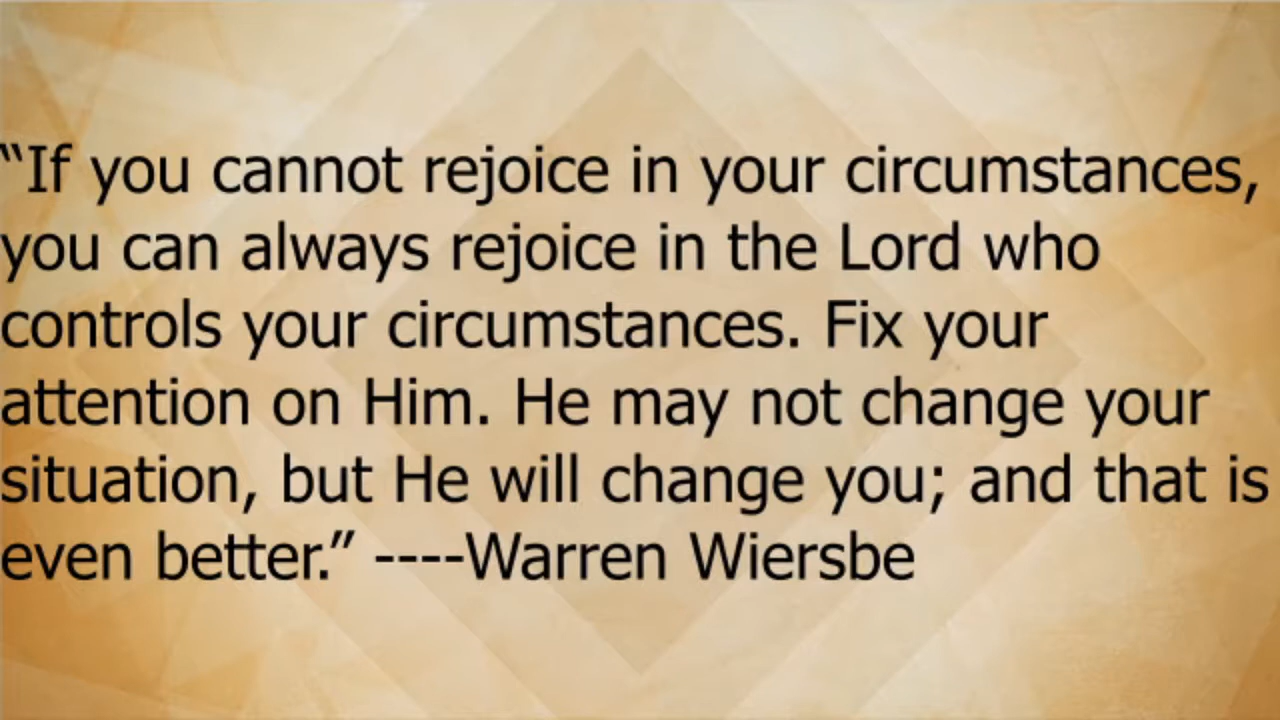 “If you cannot rejoice in your circumstances,
you can always rejoice in the Lord who
controls your circumstances. Fix your
attention on Him. He may not change your
situation, but He will change you; and that is
even better.” ----Warren Wiersbe